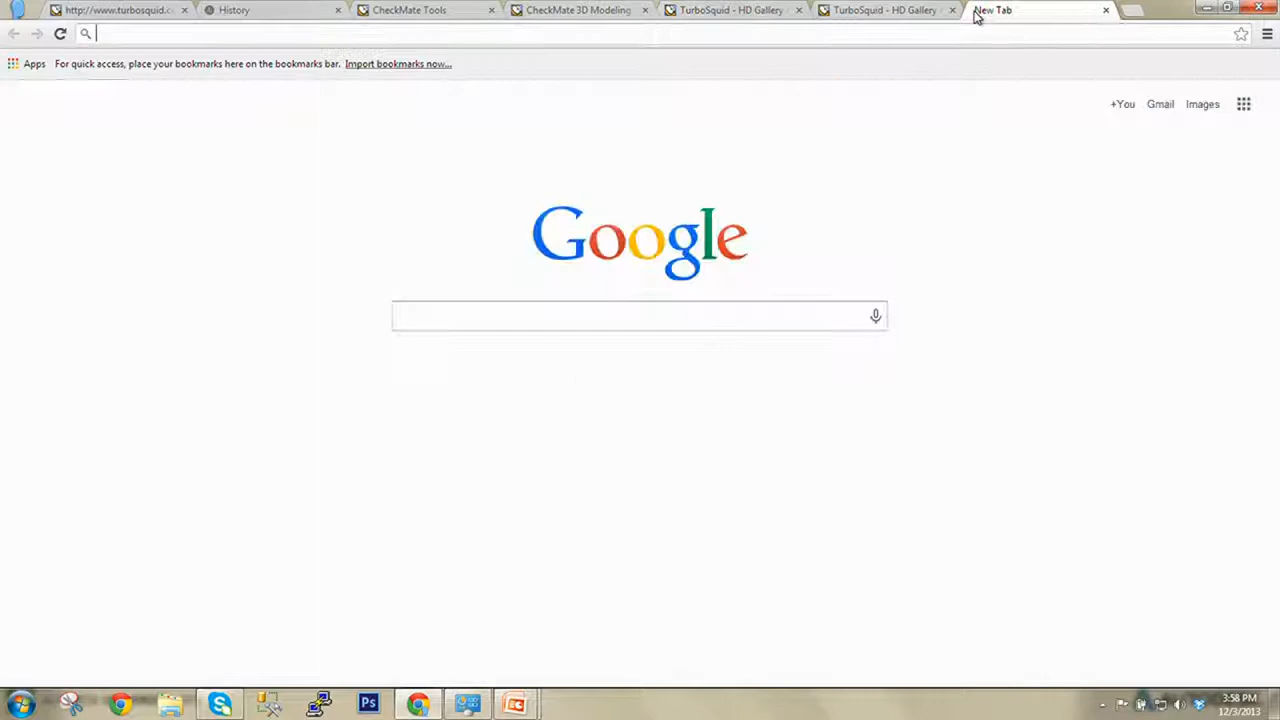 http://www.turbosquid.c
History
CheckMate Tools
CheckMate 3D Modeling
TurboSquid - HD Gallery
TurboSquid - HD Gallery
New Tab
Apps
For quick access, place your bookmarks here on the bookmarks bar. Import bookmarks now...
+You
Gmail
Images
Google
Ps
3:58 PM
12/3/2013